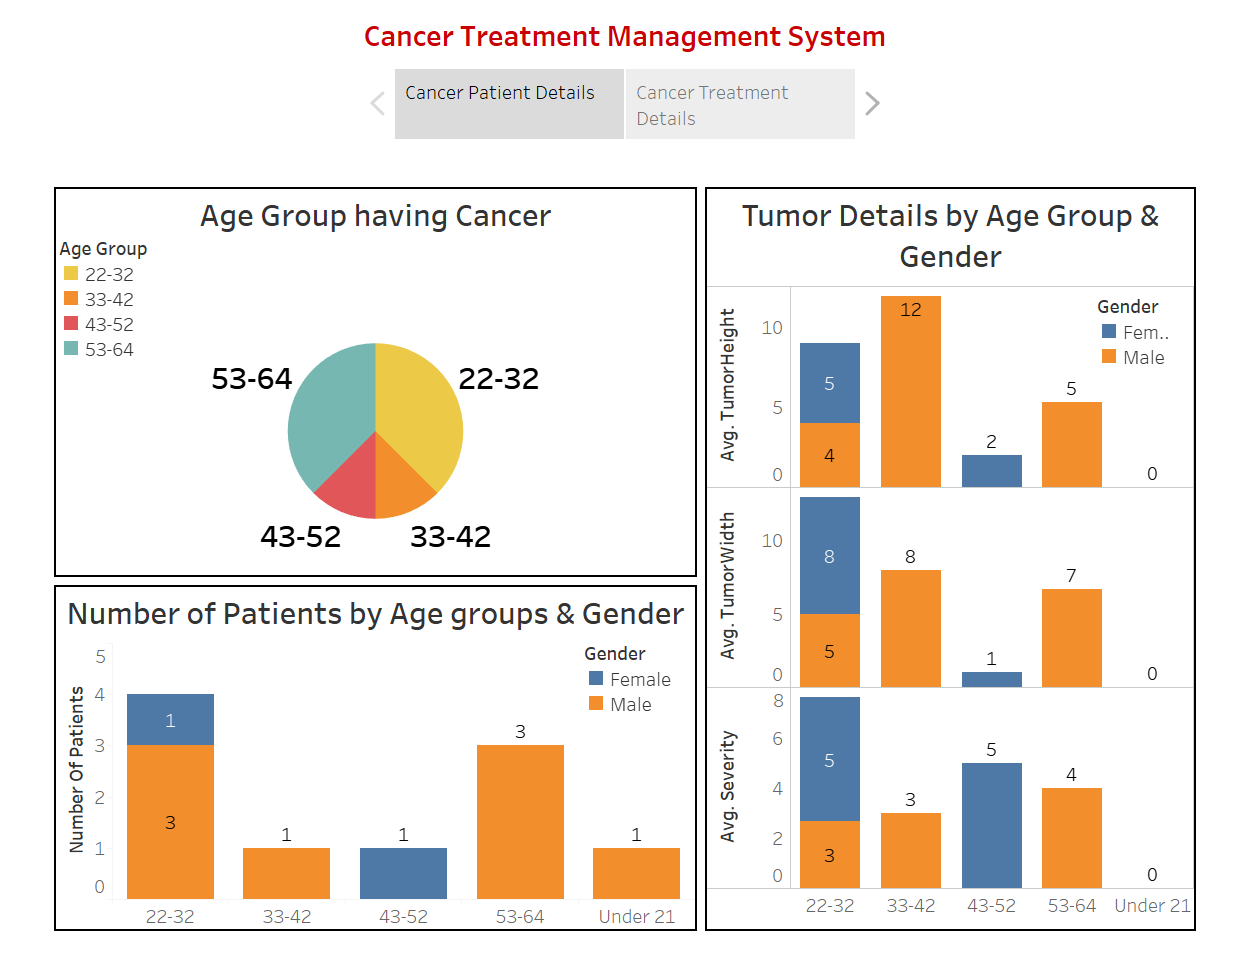 Cancer Treatment Management System
Cancer Patient Details
Cancer Treatment
Details
Age Group having Cancer
Age Group
22-32
33-42
43-52
53-64
53-64
22-32
43-52
33-42
Number of Patients by Age groups & Gender
Gender
Female
Male
Number Of Patients
5
4
3
2
1
0
1
3
1
1
3
1
22-32
33-42
43-52
53-64
Under 21
Tumor Details by Age Group &
Gender
Gender
Fem..
Male
Avg. TumorHeight
10
5
0
5
4
12
2
5
0
Avg. TumorWidth
10
5
0
8
5
8
1
7
0
Avg. Severity
8
6
4
2
0
5
3
3
5
4
0
22-32
33-42
43-52
53-64
Under 21